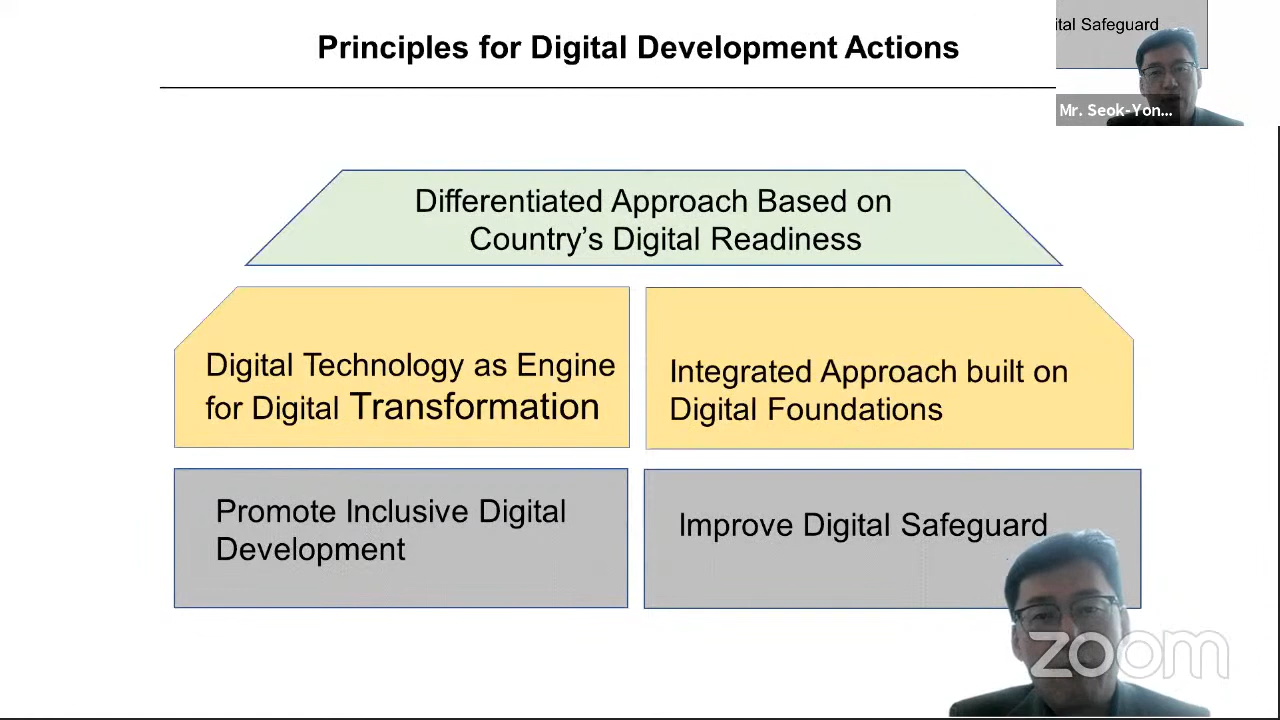 Principles for Digital Development Actions
ital Safeguard
Mr. Seok-Yon...
Differentiated Approach Based on
Country's Digital Readiness
Digital Technology as Engine
for Digital Transformation
Integrated Approach built on
Digital Foundations
Promote Inclusive Digital
Development
Improve Digital Safeguard
zoom